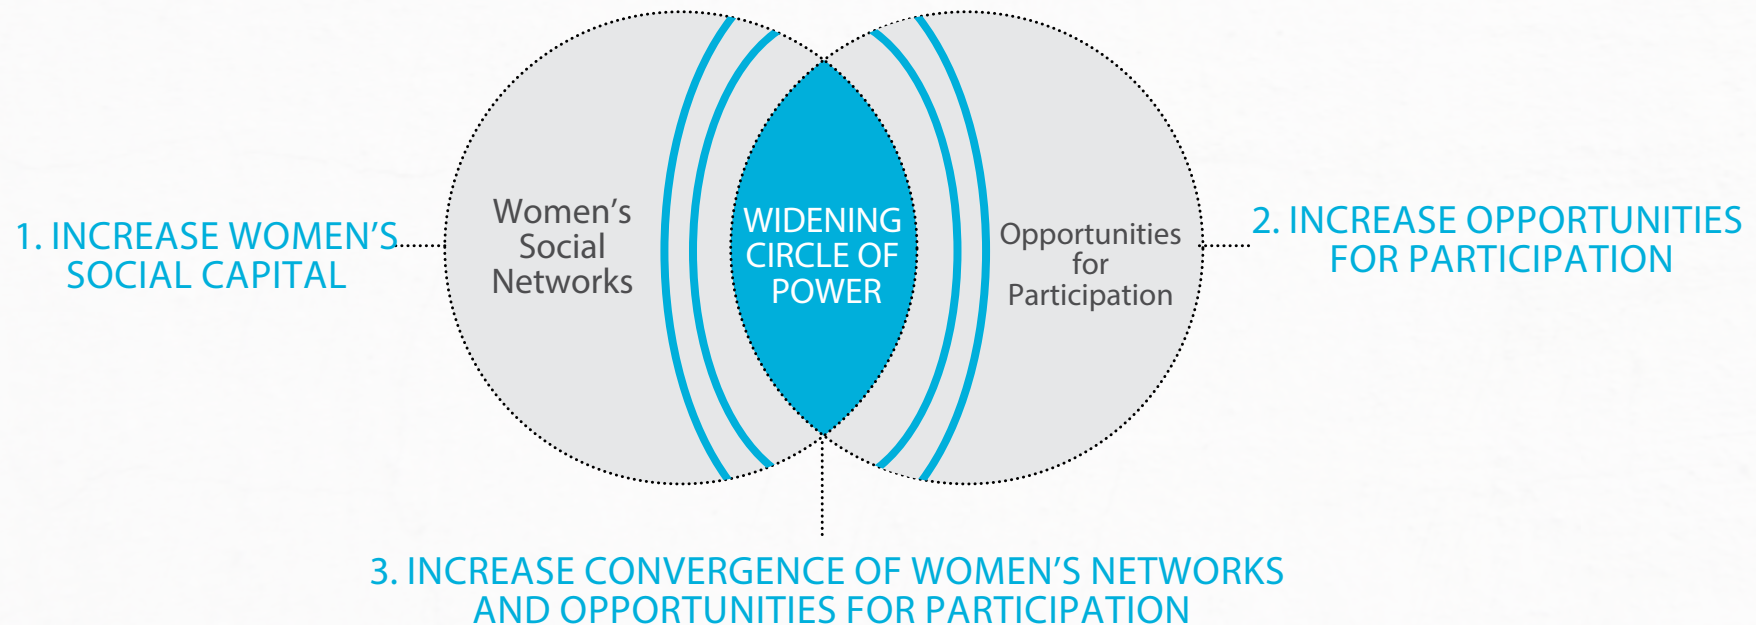 1. INCREASE WOMEN’S
SOCIAL CAPITAL
Women’s
Social
Networks
WIDENING
CIRCLE OF
POWER
Opportunities
for
Participation
2. INCREASE OPPORTUNITIES
FOR PARTICIPATION
3. INCREASE CONVERGENCE OF WOMEN’S NETWORKS
AND OPPORTUNITIES FOR PARTICIPATION